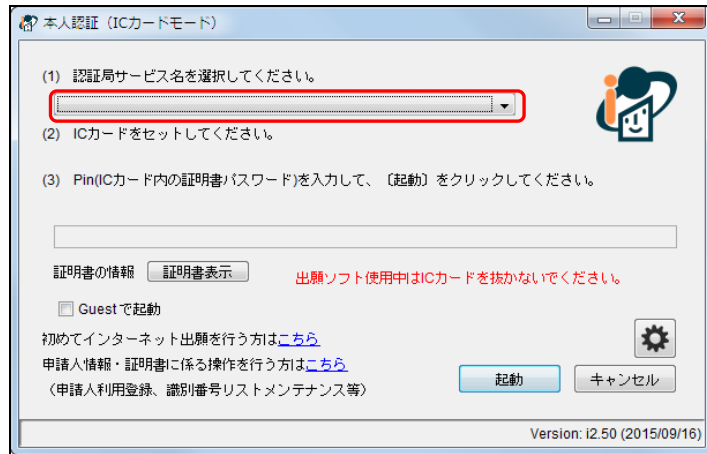 本人認証（ICカードモード）
(1) 認証局サービス名を選択してください。
(2) ICカードをセットしてください。
(3) Pin(ICカード内の証明書パスワード)を入力して、〔起動〕をクリックしてください。
証明書の情報 証明書表示 出願ソフト使用中はICカードを抜かないでください。
Guestで起動
初めてインターネット出願を行う方はこちら
申請人情報・証明書に係る操作を行う方はこちら
（申請人利用登録、識別番号リストメンテナンス等）
起動 キャンセル
Version: i2.50 (2015/09/16)